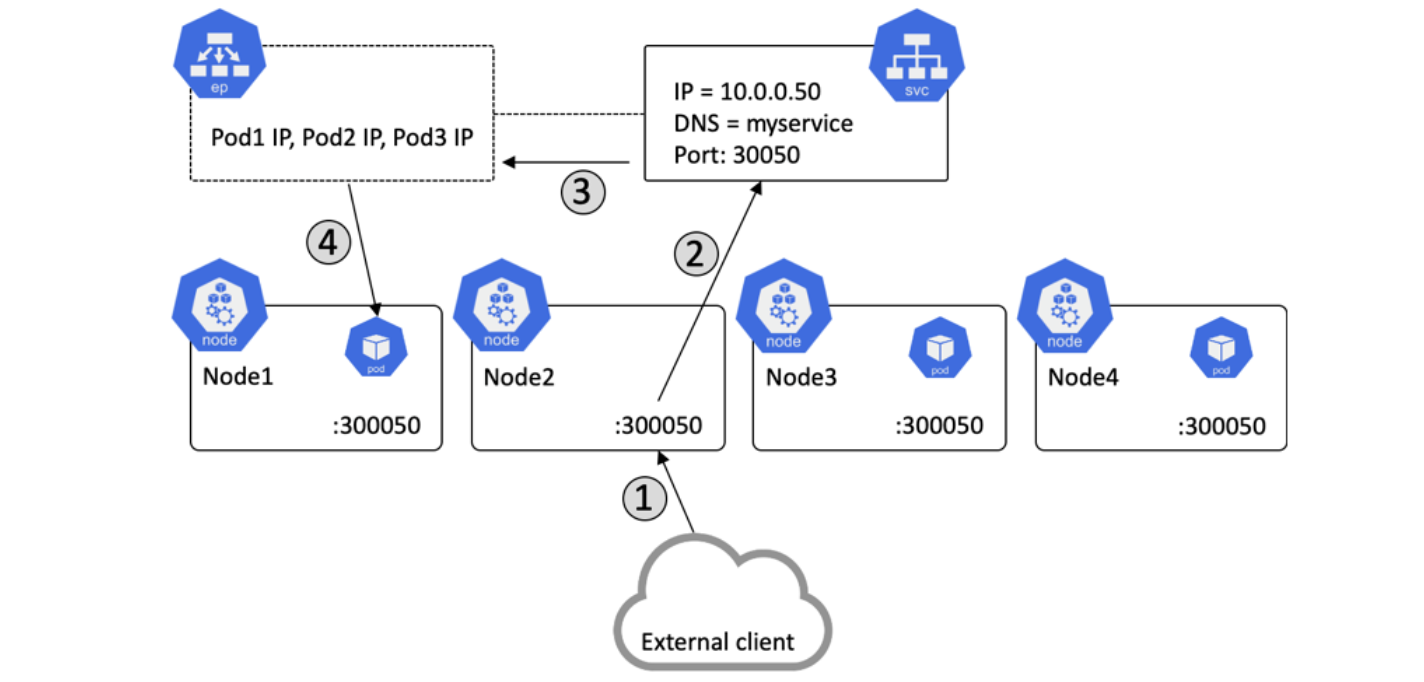 ep
Pod1 IP, Pod2 IP, Pod3 IP
IP = 10.0.0.50
DNS = myservice
Port: 30050
svc
3
4
2
node
Node1
pod
:300050
node
Node2
:300050
node
Node3
pod
:300050
node
Node4
pod
:300050
1
External client